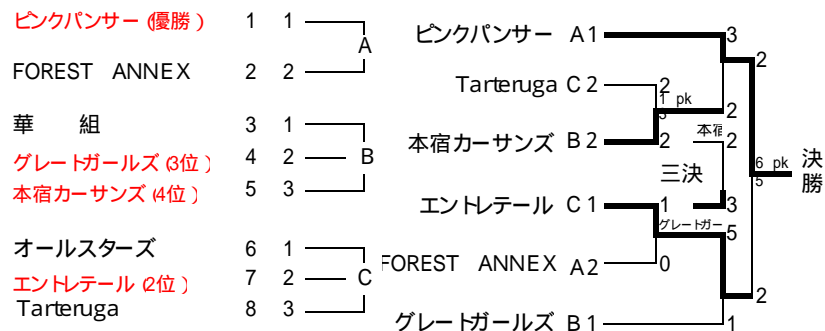 ピンクパンサー (優勝) 1 1
A
FOREST ANNEX 2 2
華 組 3 1
グレートガールズ (3位) 4 2 B
本宿カーサンズ (4位) 5 3
オールスターズ 6 1
エントレテール (2位) 7 2 C
Tarteruga 8 3
ピンクパンサー A1 3
2
Tarteruga C2 2
1 pk 2
3
本宿カーサンズ B2 2 本宿 2
三決
6 pk 決勝
5
エントレテール C1 1 3
グレートガー 5
FOREST ANNEX A2 0
2
グレートガールズ B1 1